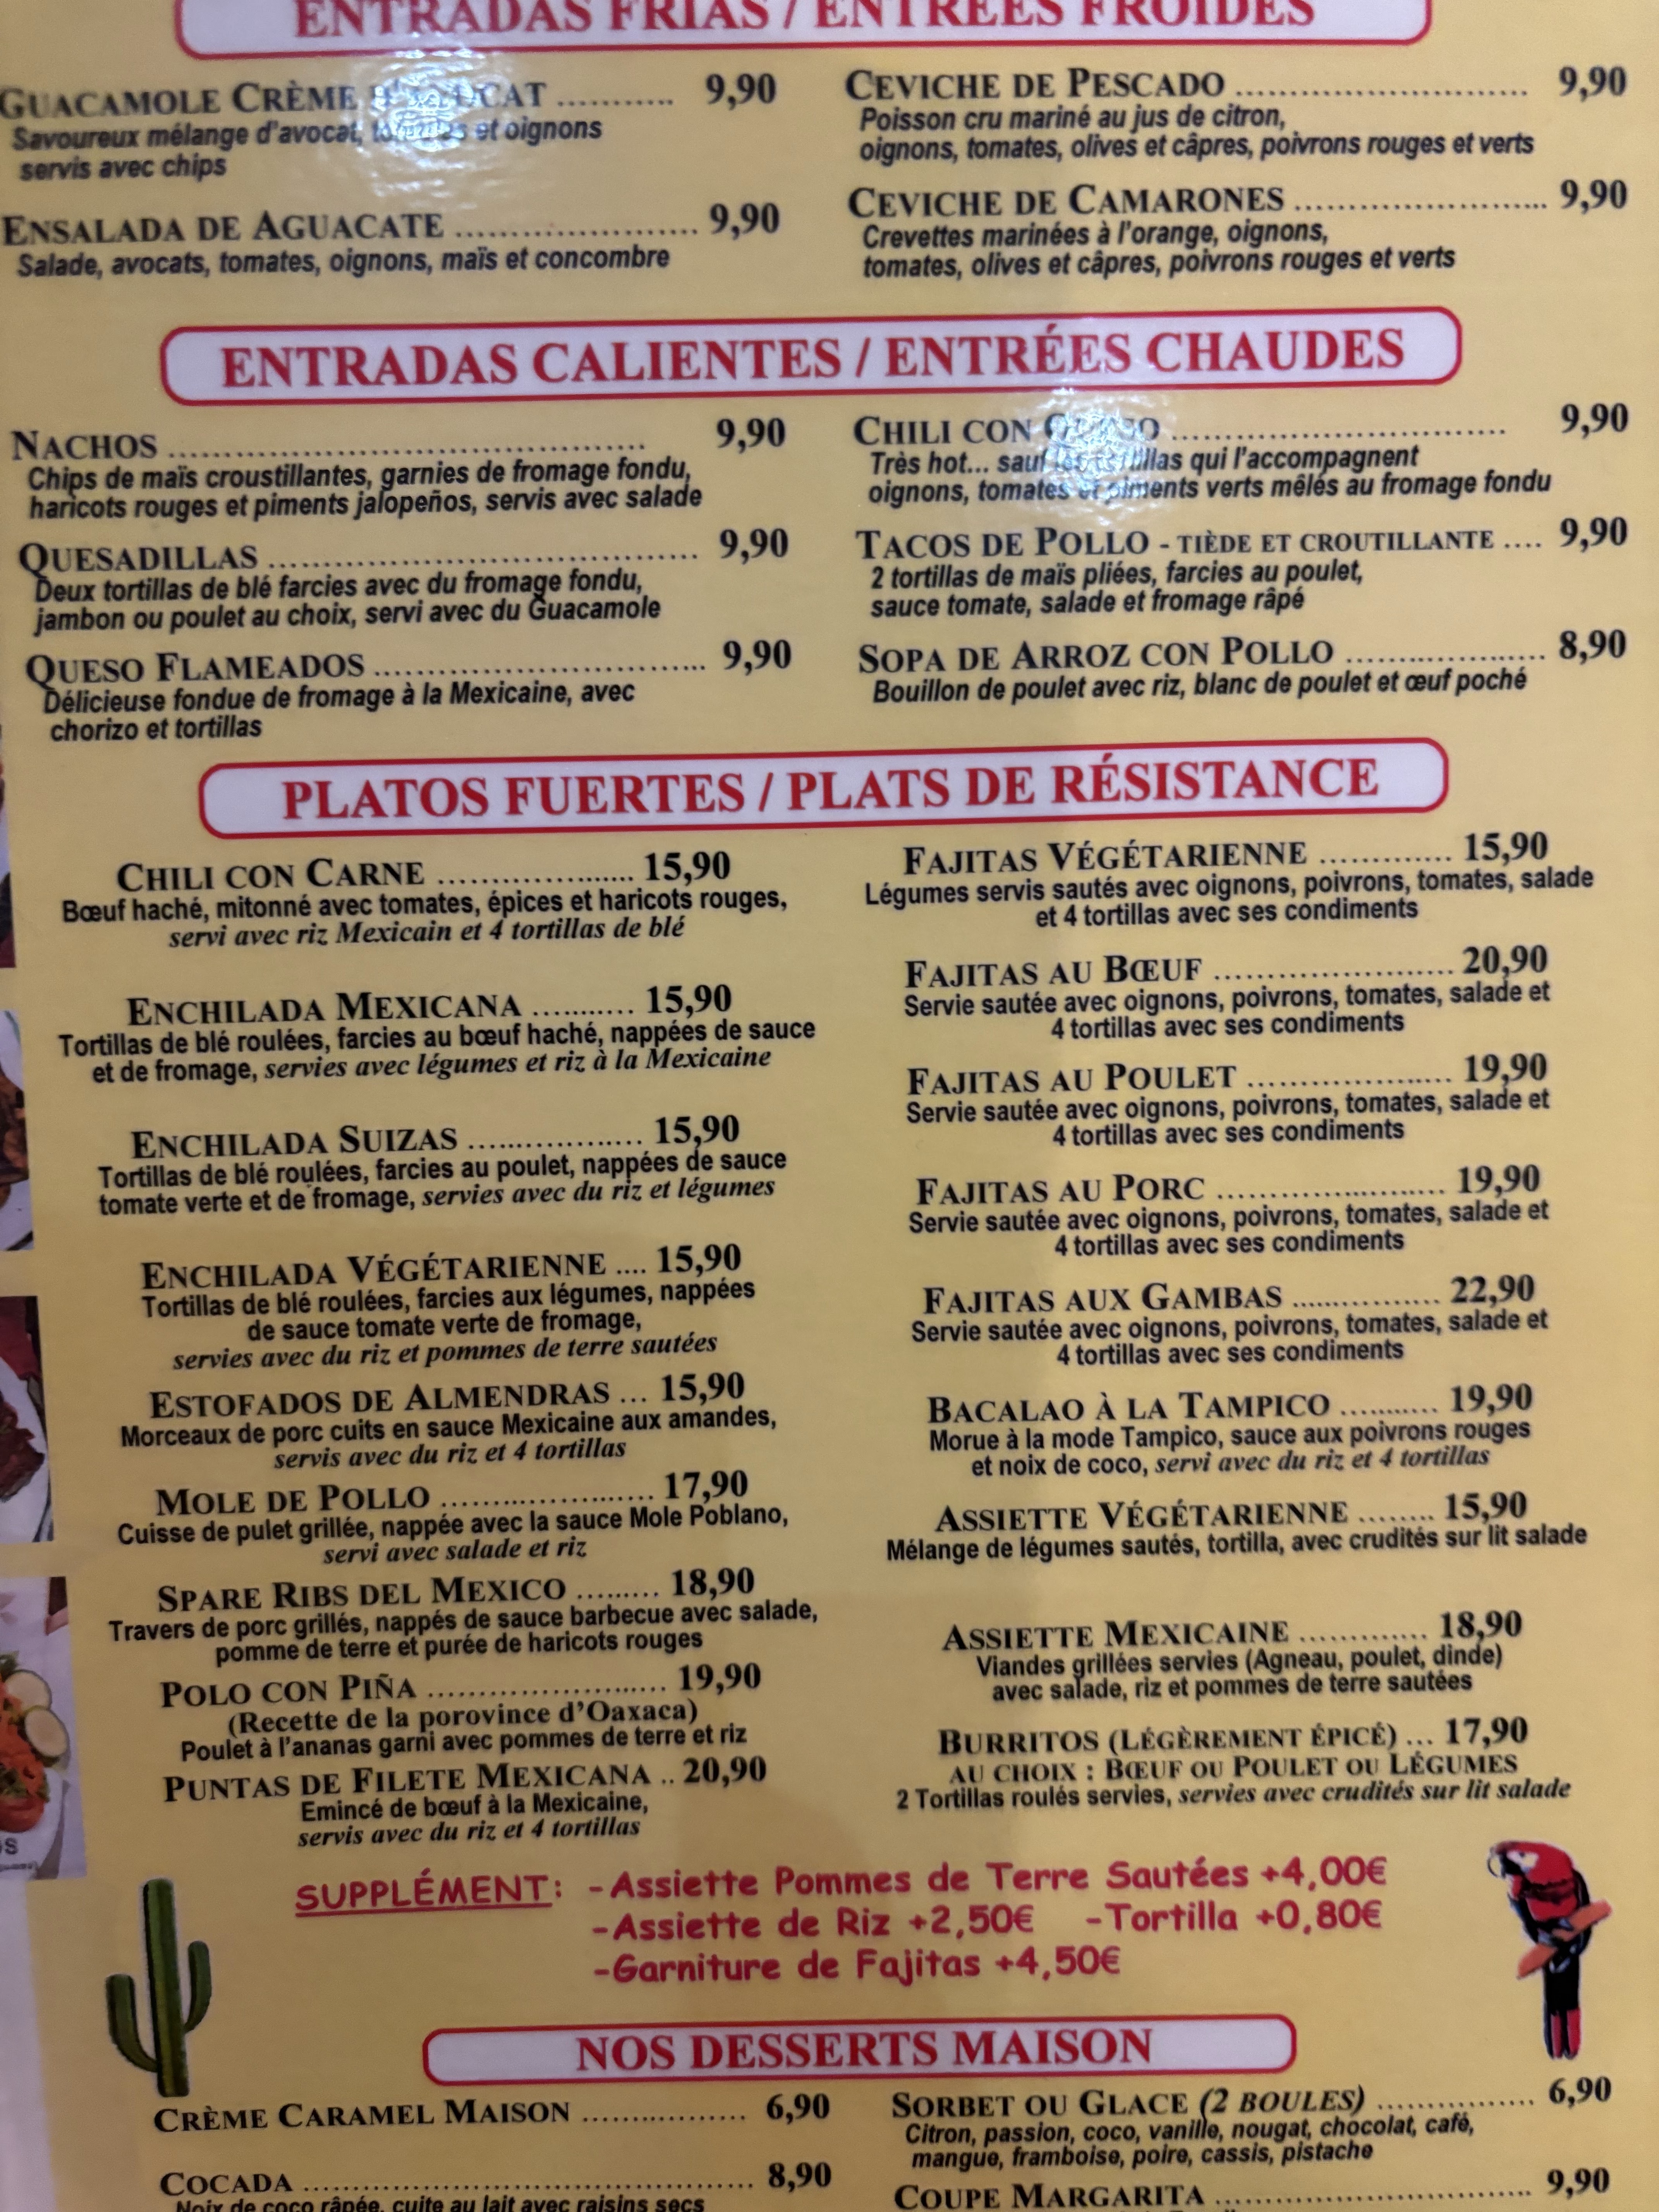 ENTRADAS FRIAS / ENTRÉES FROIDES
GUACAMOLE CRÈME D'AVOCAT ........... 9,90
Savoureux mélange d'avocat, tomates et oignons
servis avec chips
ENSALADA DE AGUACATE ....................... 9,90
Salade, avocats, tomates, oignons, maïs et concombre
CEVICHE DE PESCADO ........................... 9,90
Poisson cru mariné au jus de citron,
oignons, tomates, olives et câpres, poivrons rouges et verts
CEVICHE DE CAMARONES ........................ 9,90
Crevettes marinées à l'orange, oignons,
tomates, olives et câpres, poivrons rouges et verts
ENTRADAS CALIENTES / ENTRÉES CHAUDES
NACHOS ............................................... 9,90
Chips de maïs croustillantes, garnies de fromage fondu,
haricots rouges et piments jalopeños, servis avec salade
QUESADILLAS .......................................... 9,90
Deux tortillas de blé farcies avec du fromage fondu,
jambon ou poulet au choix, servi avec du Guacamole
QUESO FLAMEADOS ................................. 9,90
Délicieuse fondue de fromage à la Mexicaine, avec
chorizo et tortillas
CHILI CON QUESO ................................. 9,90
Très hot... sauf les tortillas qui l'accompagnent
oignons, tomates et piments verts mêlés au fromage fondu
TACOS DE POLLO - TIÈDE ET CROUTILLANTE .... 9,90
2 tortillas de maïs pliées, farcies au poulet,
sauce tomate, salade et fromage râpé
SOPA DE ARROZ CON POLLO .................... 8,90
Bouillon de poulet avec riz, blanc de poulet et œuf poché
PLATOS FUERTES / PLATS DE RÉSISTANCE
CHILI CON CARNE ...................... 15,90
Bœuf haché, mitonné avec tomates, épices et haricots rouges,
servi avec riz Mexicain et 4 tortillas de blé
ENCHILADA MEXICANA ........... 15,90
Tortillas de blé roulées, farcies au bœuf haché, nappées de sauce
et de fromage, servies avec légumes et riz à la Mexicaine
ENCHILADA SUIZAS ................... 15,90
Tortillas de blé roulées, farcies au poulet, nappées de sauce
tomate verte et de fromage, servies avec du riz et légumes
ENCHILADA VÉGÉTARIENNE .... 15,90
Tortillas de blé roulées, farcies aux légumes, nappées
de sauce tomate verte de fromage,
servies avec du riz et pommes de terre sautées
ESTOFADOS DE ALMENDRAS ... 15,90
Morceaux de porc cuits en sauce Mexicaine aux amandes,
servis avec du riz et 4 tortillas
MOLE DE POLLO ....................... 17,90
Cuisse de pulet grillée, nappée avec la sauce Mole Poblano,
servi avec salade et riz
SPARE RIBS DEL MEXICO ......... 18,90
Travers de porc grillés, nappés de sauce barbecue avec salade,
pomme de terre et purée de haricots rouges
POLO CON PIÑA ......................... 19,90
(Recette de la porovince d'Oaxaca)
Poulet à l'ananas garni avec pommes de terre et riz
PUNTAS DE FILETE MEXICANA .. 20,90
Emincé de bœuf à la Mexicaine,
servis avec du riz et 4 tortillas
FAJITAS VÉGÉTARIENNE ............. 15,90
Légumes servis sautés avec oignons, poivrons, tomates, salade
et 4 tortillas avec ses condiments
FAJITAS AU BŒUF ........................ 20,90
Servie sautée avec oignons, poivrons, tomates, salade et
4 tortillas avec ses condiments
FAJITAS AU POULET ..................... 19,90
Servie sautée avec oignons, poivrons, tomates, salade et
4 tortillas avec ses condiments
FAJITAS AU PORC ........................ 19,90
Servie sautée avec oignons, poivrons, tomates, salade et
4 tortillas avec ses condiments
FAJITAS AUX GAMBAS ................ 22,90
Servie sautée avec oignons, poivrons, tomates, salade et
4 tortillas avec ses condiments
BACALAO À LA TAMPICO .......... 19,90
Morue à la mode Tampico, sauce aux poivrons rouges
et noix de coco, servi avec du riz et 4 tortillas
ASSIETTE VÉGÉTARIENNE ........ 15,90
Mélange de légumes sautés, tortilla, avec crudités sur lit salade
ASSIETTE MEXICAINE ............. 18,90
Viandes grillées servies (Agneau, poulet, dinde)
avec salade, riz et pommes de terre sautées
BURRITOS (LÉGÈREMENT ÉPICÉ) ... 17,90
AU CHOIX : BŒUF OU POULET OU LÉGUMES
2 Tortillas roulés servies, servies avec crudités sur lit salade
SUPPLÉMENT: -Assiette Pommes de Terre Sautées +4,00€
-Assiette de Riz +2,50€ -Tortilla +0,80€
-Garniture de Fajitas +4,50€
NOS DESSERTS MAISON
CRÈME CARAMEL MAISON ................. 6,90
COCADA .............................................. 8,90
Noix de coco râpée, cuite au lait avec raisins secs
SORBET OU GLACE (2 BOULES) ................ 6,90
Citron, passion, coco, vanille, nougat, chocolat, café,
mangue, framboise, poire, cassis, pistache
COUPE MARGARITA ................................ 9,90